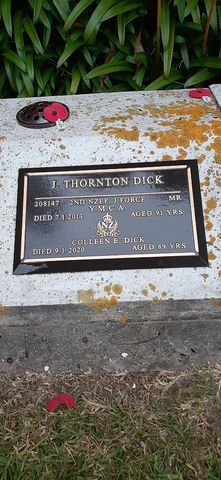 J. THORNTON DICK
208147 2ND NZEF, J FORCE MR
Y M C A
DIED 7.1.2013 AGED 91 YRS
NZ
COLLEEN E. DICK
DIED 9.1.2020 AGED 89 YRS